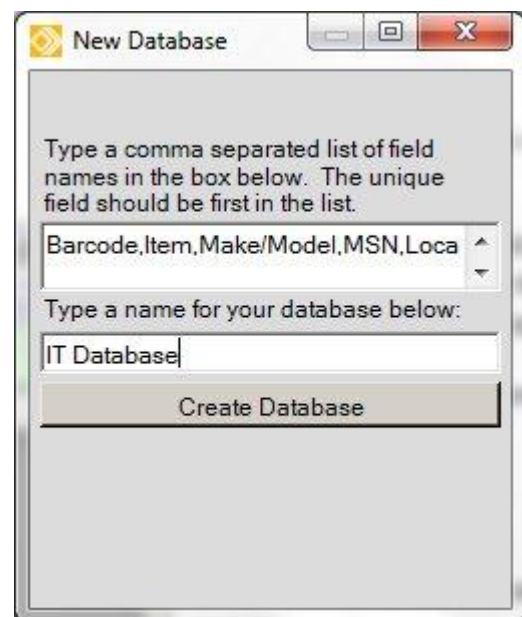 New Database
Type a comma separated list of field
names in the box below.  The unique
field should be first in the list.
Barcode,Item,Make/Model,MSN,Loca
Type a name for your database below:
IT Database
Create Database